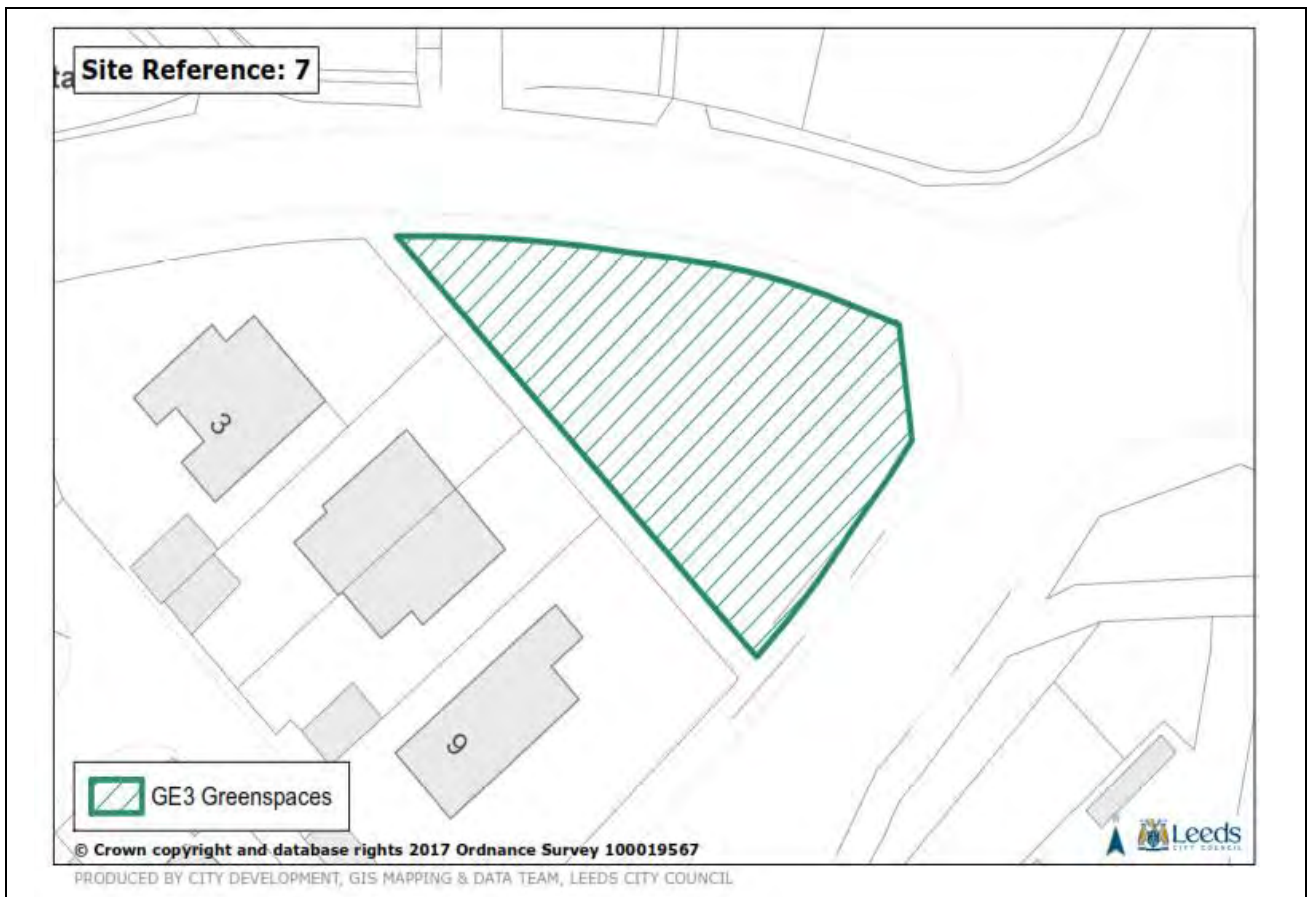 Site Reference: 7
ta
3
9
GE3 Greenspaces
© Crown copyright and database rights 2017 Ordnance Survey 100019567
Leeds
CITY COUNCIL
PRODUCED BY CITY DEVELOPMENT, GIS MAPPING & DATA TEAM, LEEDS CITY COUNCIL